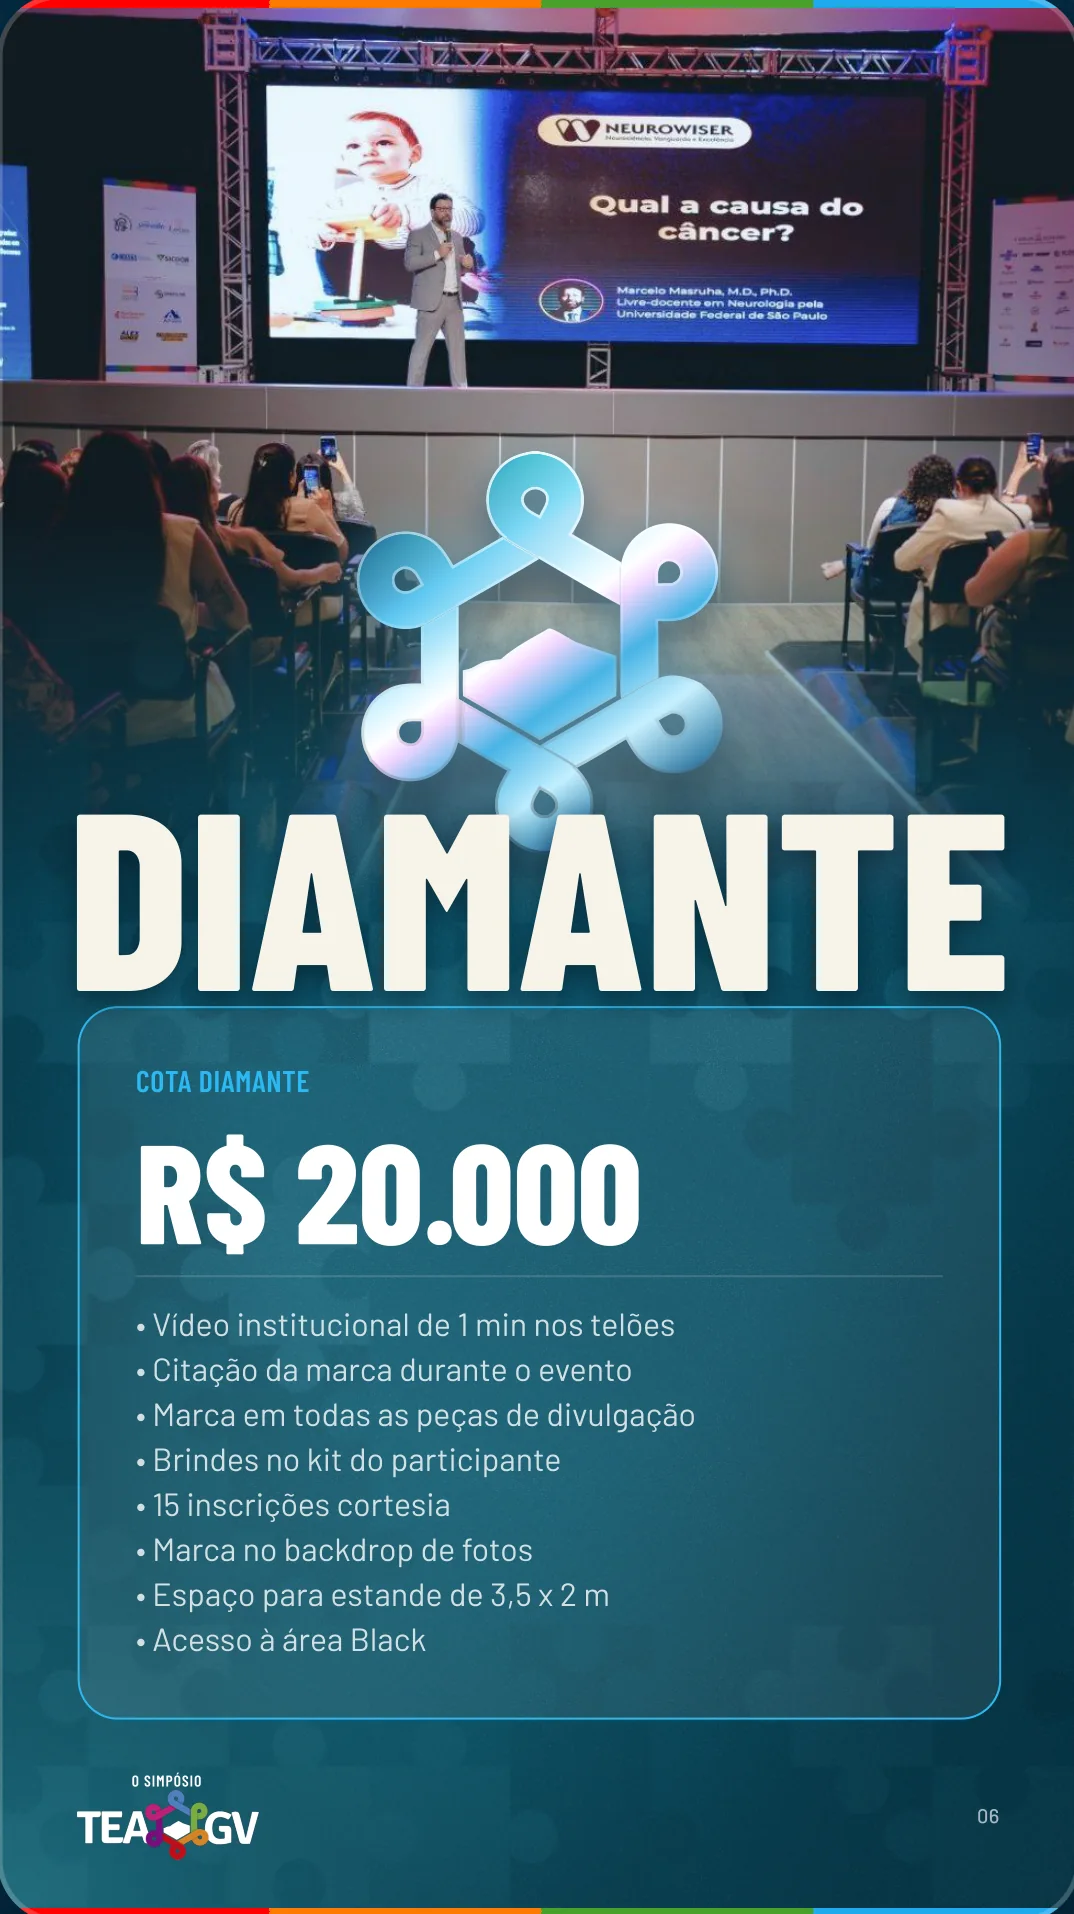 NEUROWISER
Neurociência, Vanguarda e Excelência
Qual a causa do
câncer?
Marcelo Masruha, M.D., Ph.D.
Livre-docente em Neurologia pela
Universidade Federal de São Paulo
DIAMANTE
COTA DIAMANTE
R$ 20.000
• Vídeo institucional de 1 min nos telões
• Citação da marca durante o evento
• Marca em todas as peças de divulgação
• Brindes no kit do participante
• 15 inscrições cortesia
• Marca no backdrop de fotos
• Espaço para estande de 3,5 x 2 m
• Acesso à área Black
O SIMPÓSIO
TEA GV
06